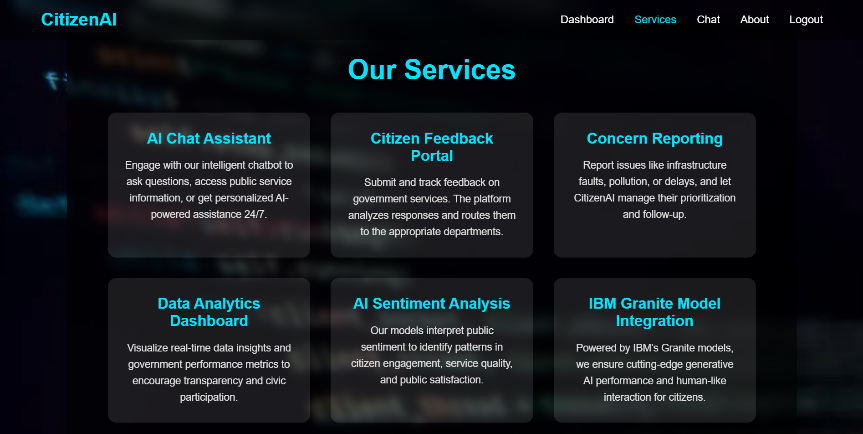 CitizenAI
Dashboard Services Chat About Logout
Our Services
AI Chat Assistant
Engage with our intelligent chatbot to
ask questions, access public service
information, or get personalized AI-
powered assistance 24/7.
Citizen Feedback
Portal
Submit and track feedback on
government services. The platform
analyzes responses and routes them
to the appropriate departments.
Concern Reporting
Report issues like infrastructure
faults, pollution, or delays, and let
CitizenAI manage their prioritization
and follow-up.
Data Analytics
Dashboard
Visualize real-time data insights and
government performance metrics to
encourage transparency and civic
participation.
AI Sentiment Analysis
Our models interpret public
sentiment to identify patterns in
citizen engagement, service quality,
and public satisfaction.
IBM Granite Model
Integration
Powered by IBM's Granite models,
we ensure cutting-edge generative
AI performance and human-like
interaction for citizens.